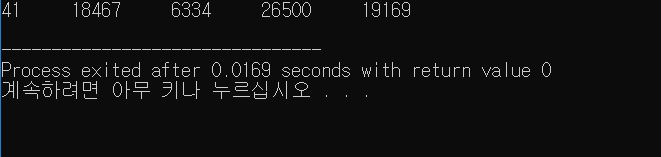 41 18467 6334 26500 19169
--------------------------------
Process exited after 0.0169 seconds with return value 0
계속하려면 아무 키나 누르십시오 . . .